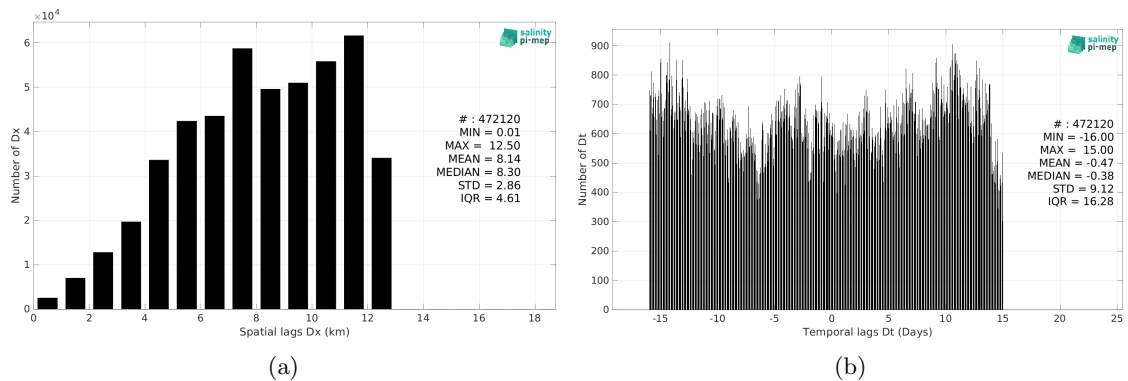 ×10⁴
6
5
4
3
2
1
0
Number of Dx
0 2 4 6 8 10 12 14 16 18
Spatial lags Dx (km)
salinity
pi-mep
# : 472120
MIN = 0.01
MAX = 12.50
MEAN = 8.14
MEDIAN = 8.30
STD = 2.86
IQR = 4.61
(a)
900
800
700
600
500
400
300
200
100
0
Number of Dt
-15 -10 -5 0 5 10 15 20 25
Temporal lags Dt (Days)
salinity
pi-mep
# : 472120
MIN = -16.00
MAX = 15.00
MEAN = -0.47
MEDIAN = -0.38
STD = 9.12
IQR = 16.28
(b)